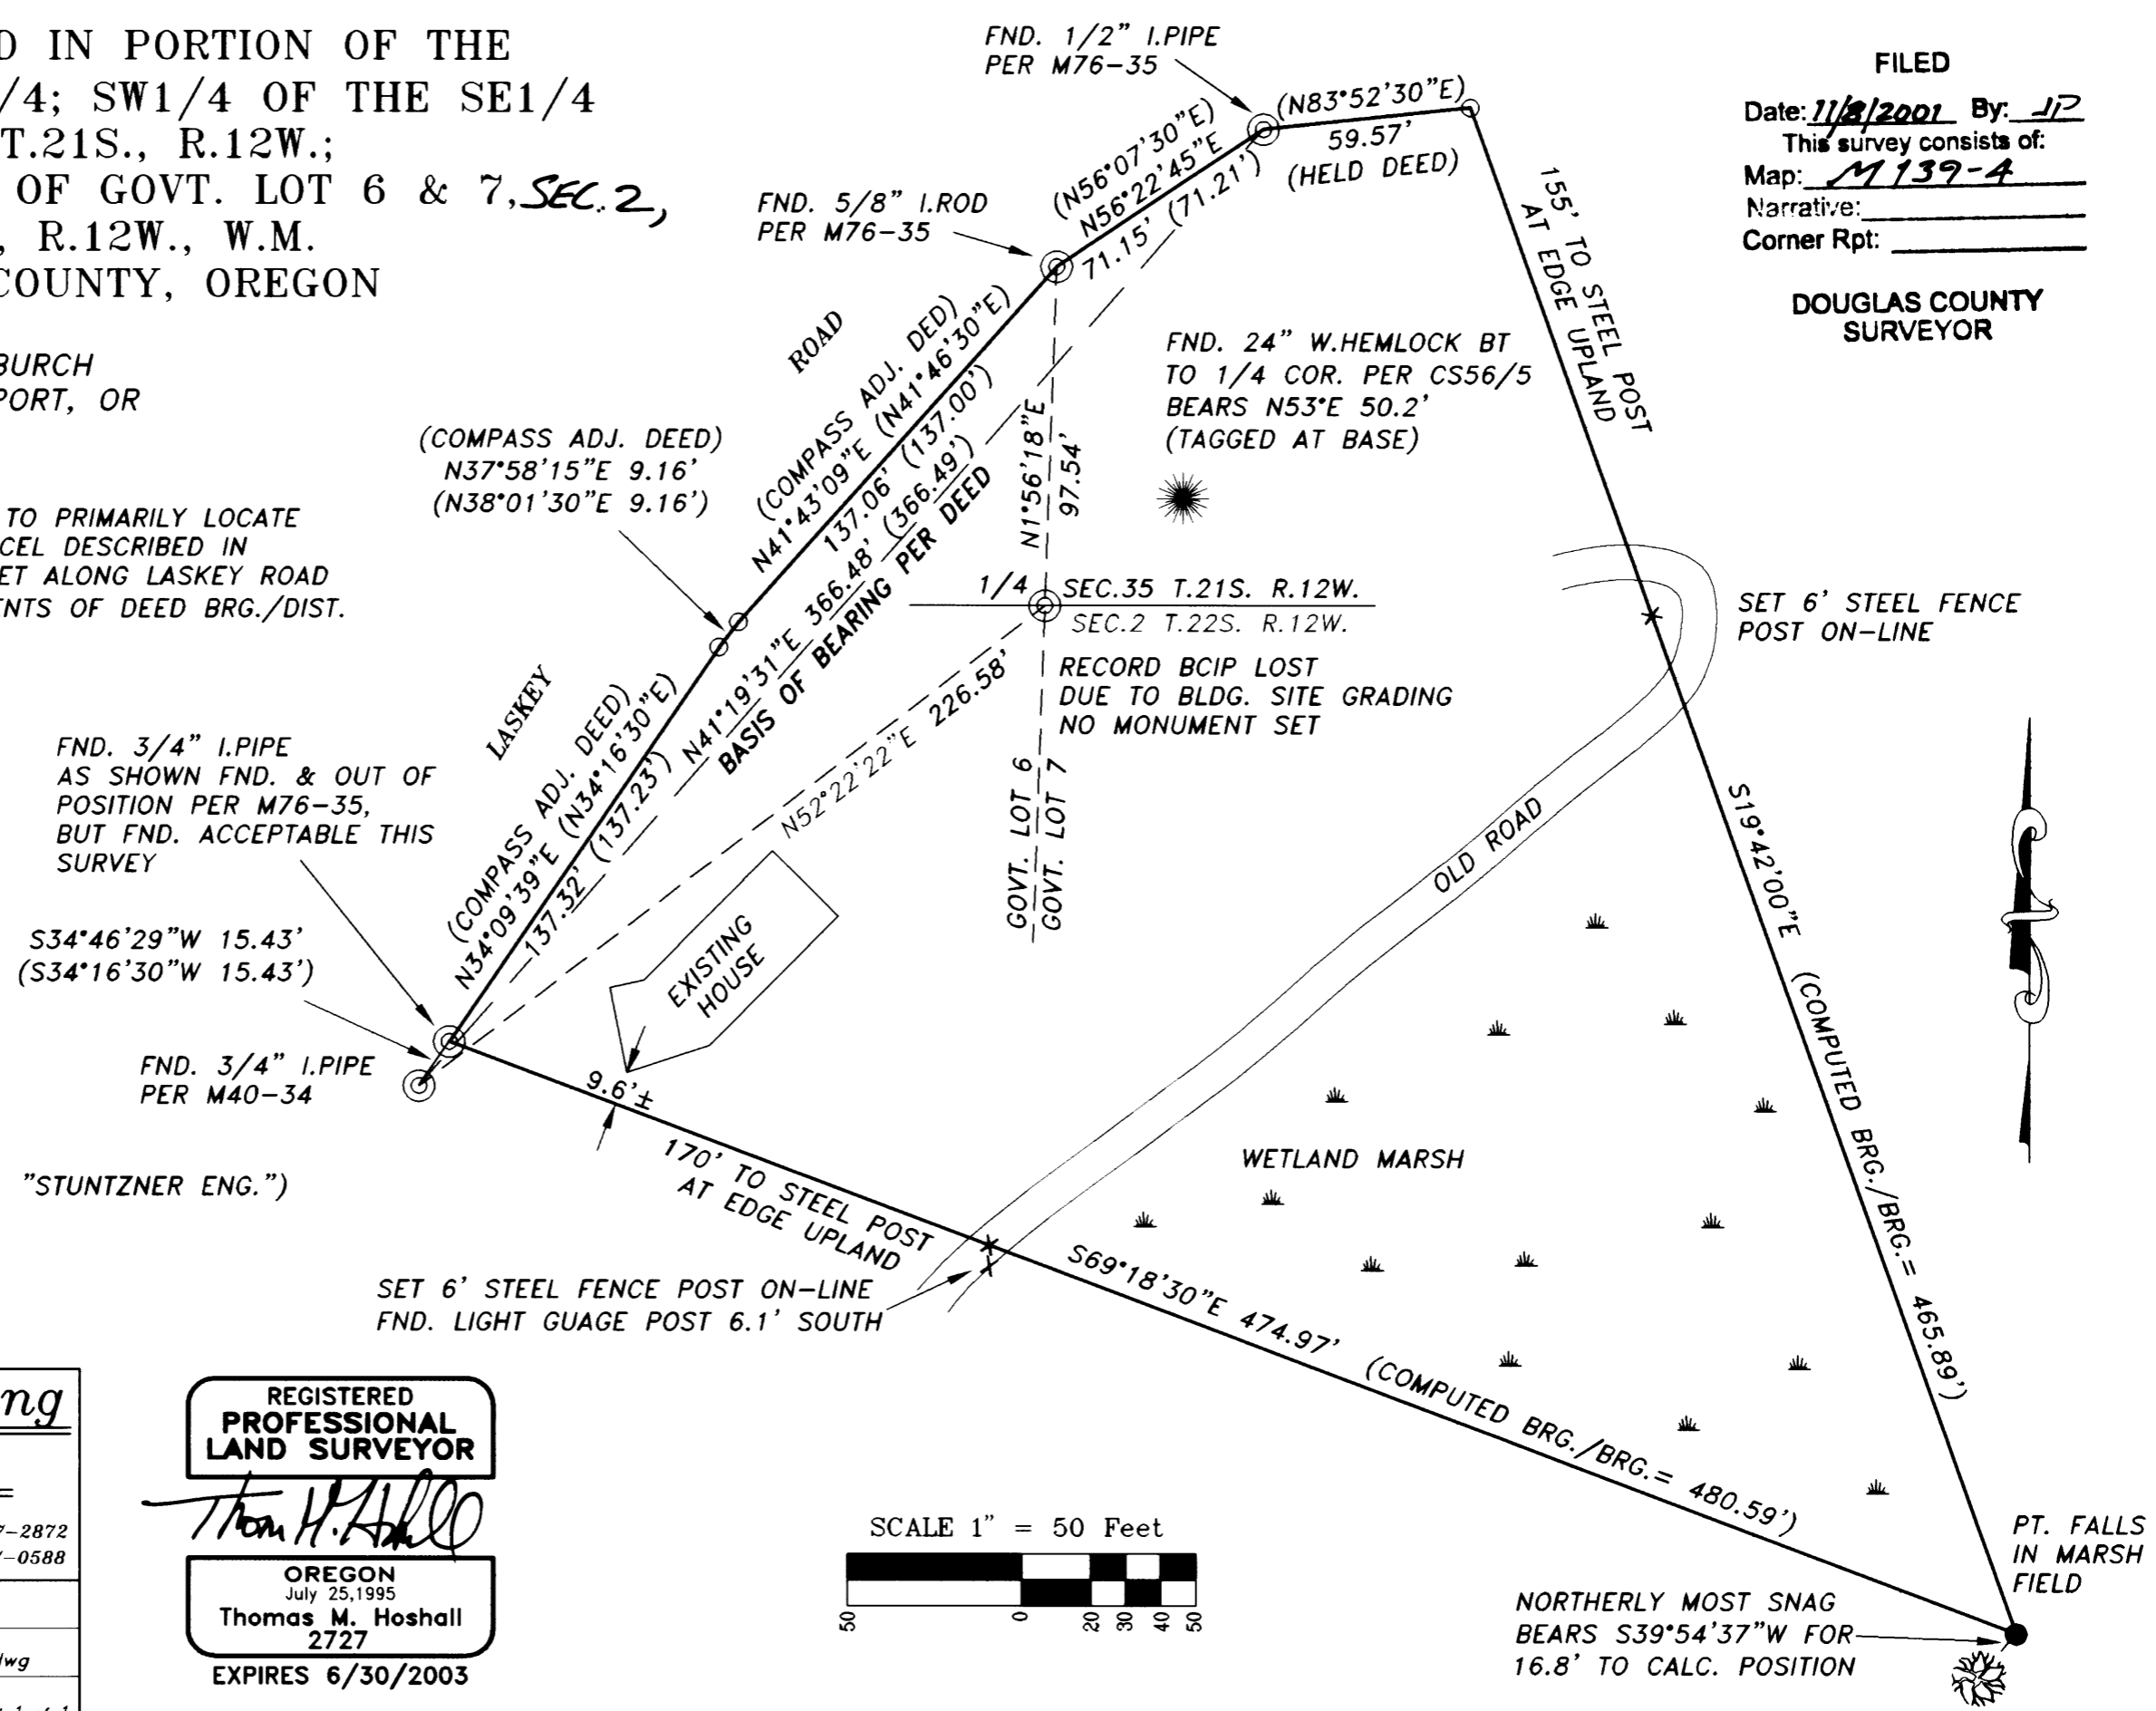 D IN PORTION OF THE
/4; SW1/4 OF THE SE1/4
T.21S., R.12W.;
OF GOVT. LOT 6 & 7, SEC. 2,
, R.12W., W.M.
COUNTY, OREGON
BURCH
PORT, OR
TO PRIMARILY LOCATE
CEL DESCRIBED IN
ET ALONG LASKEY ROAD
ENTS OF DEED BRG./DIST.
FND. 1/2" I.PIPE
PER M76-35
(N83°52'30"E)
59.57'
(HELD DEED)
FILED
Date: 11/8/2001 By: JP
This survey consists of:
Map: M139-4
Narrative:
Corner Rpt:
DOUGLAS COUNTY
SURVEYOR
FND. 5/8" I.ROD
PER M76-35
(N56°07'30"E)
N56°22'45"E
71.15' (71.21')
155' TO STEEL POST
AT EDGE UPLAND
FND. 24" W.HEMLOCK BT
TO 1/4 COR. PER CS56/5
BEARS N53°E 50.2'
(TAGGED AT BASE)
ROAD
(COMPASS ADJ. DED)
N41°43'09"E (N41°46'30"E)
137.06' (137.00')
(COMPASS ADJ. DEED)
N37°58'15"E 9.16'
(N38°01'30"E 9.16')
N41°19'31"E 366.48' (366.49')
BASIS OF BEARING PER DEED
N1°56'18"E
97.54'
1/4 SEC.35 T.21S. R.12W.
SEC.2 T.22S. R.12W.
RECORD BCIP LOST
DUE TO BLDG. SITE GRADING
NO MONUMENT SET
SET 6' STEEL FENCE
POST ON-LINE
LASKEY
(COMPASS ADJ. DEED)
N34°09'39"E (N34°16'30"E)
137.32' (137.23')
N52°22'22"E 226.58'
GOVT. LOT 6
GOVT. LOT 7
FND. 3/4" I.PIPE
AS SHOWN FND. & OUT OF
POSITION PER M76-35,
BUT FND. ACCEPTABLE THIS
SURVEY
S34°46'29"W 15.43'
(S34°16'30"W 15.43')
FND. 3/4" I.PIPE
PER M40-34
EXISTING
HOUSE
OLD ROAD
S19°42'00"E (COMPUTED BRG./BRG.= 465.89')
9.6'±
170' TO STEEL POST
AT EDGE UPLAND
WETLAND MARSH
"STUNTZNER ENG.")
SET 6' STEEL FENCE POST ON-LINE
FND. LIGHT GUAGE POST 6.1' SOUTH
S69°18'30"E 474.97' (COMPUTED BRG./BRG.= 480.59')
ng
7-2872
-0588
REGISTERED
PROFESSIONAL
LAND SURVEYOR
Thom M. Hoshall
OREGON
July 25,1995
Thomas M. Hoshall
2727
EXPIRES 6/30/2003
SCALE 1" = 50 Feet
50 0 20 30 40 50
PT. FALLS
IN MARSH
FIELD
NORTHERLY MOST SNAG
BEARS S39°54'37"W FOR
16.8' TO CALC. POSITION